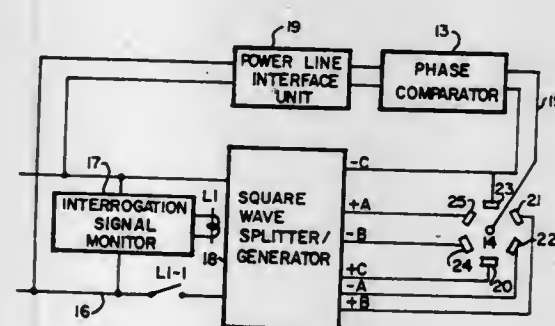 19
13
POWER LINE
INTERFACE
UNIT
PHASE
COMPARATOR
17
L1
INTERROGATION
SIGNAL
MONITOR
18
SQUARE
WAVE
SPLITTER/
GENERATOR
-C
+A
-B
+C
-A
+B
23
25
21
14
24
22
20
L1-1
16